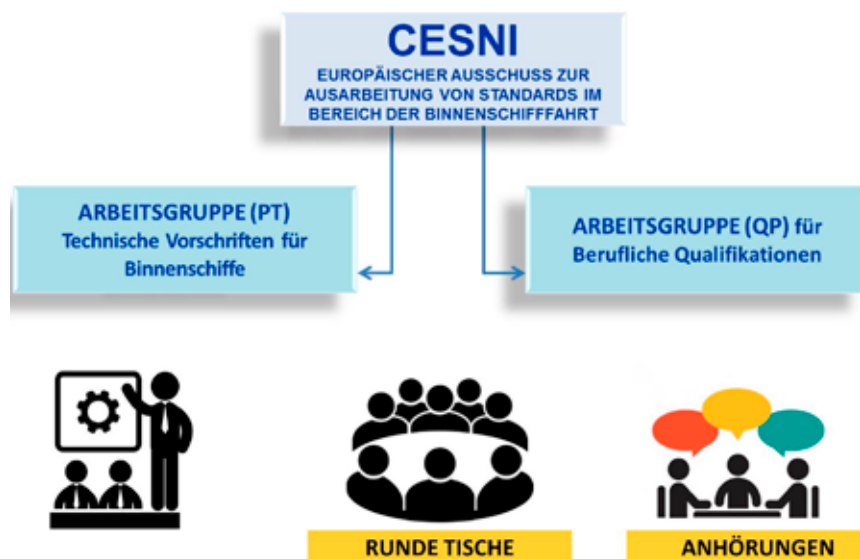 CESNI
EUROPÄISCHER AUSSCHUSS ZUR
AUSARBEITUNG VON STANDARDS IM
BEREICH DER BINNENSCHIFFFAHRT
ARBEITSGRUPPE (PT)
Technische Vorschriften für
Binnenschiffe
ARBEITSGRUPPE (QP) für
Berufliche Qualifikationen
RUNDE TISCHE
ANHÖRUNGEN